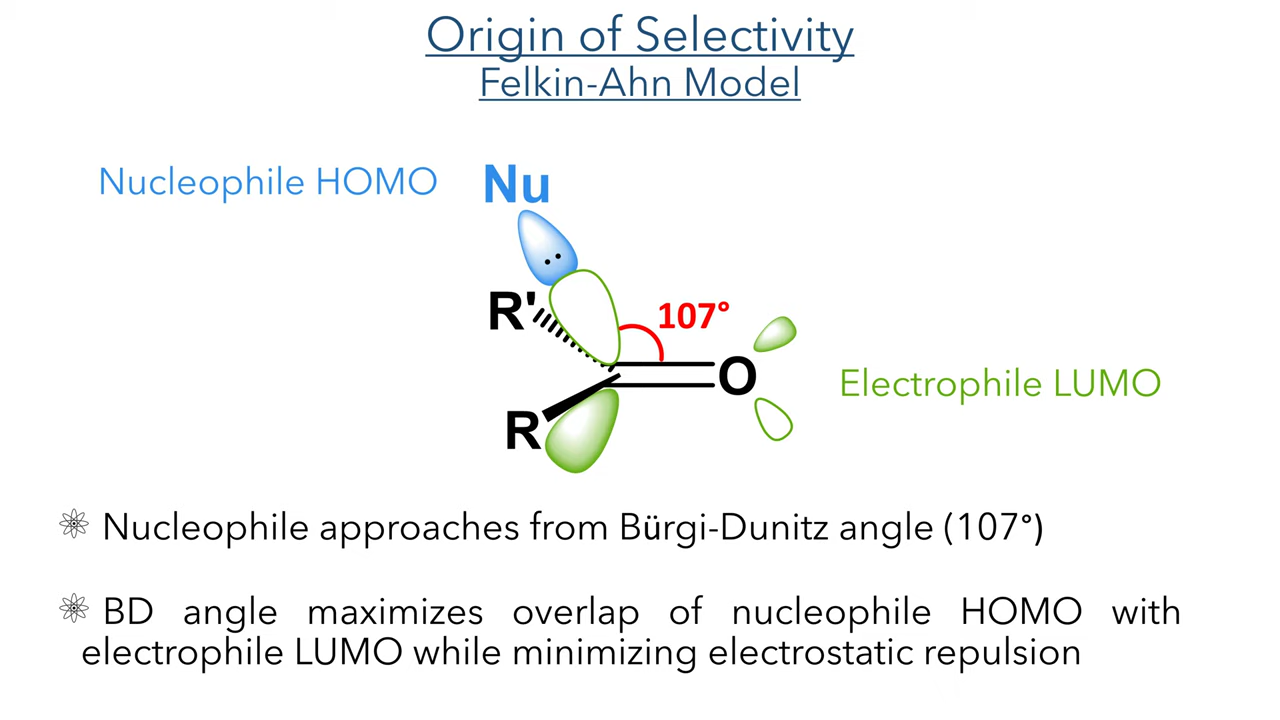 Origin of Selectivity
Felkin-Ahn Model
Nucleophile HOMO
Nu
R'
107°
O
Electrophile LUMO
R
Nucleophile approaches from Bürgi-Dunitz angle (107°)
BD angle maximizes overlap of nucleophile HOMO with
electrophile LUMO while minimizing electrostatic repulsion